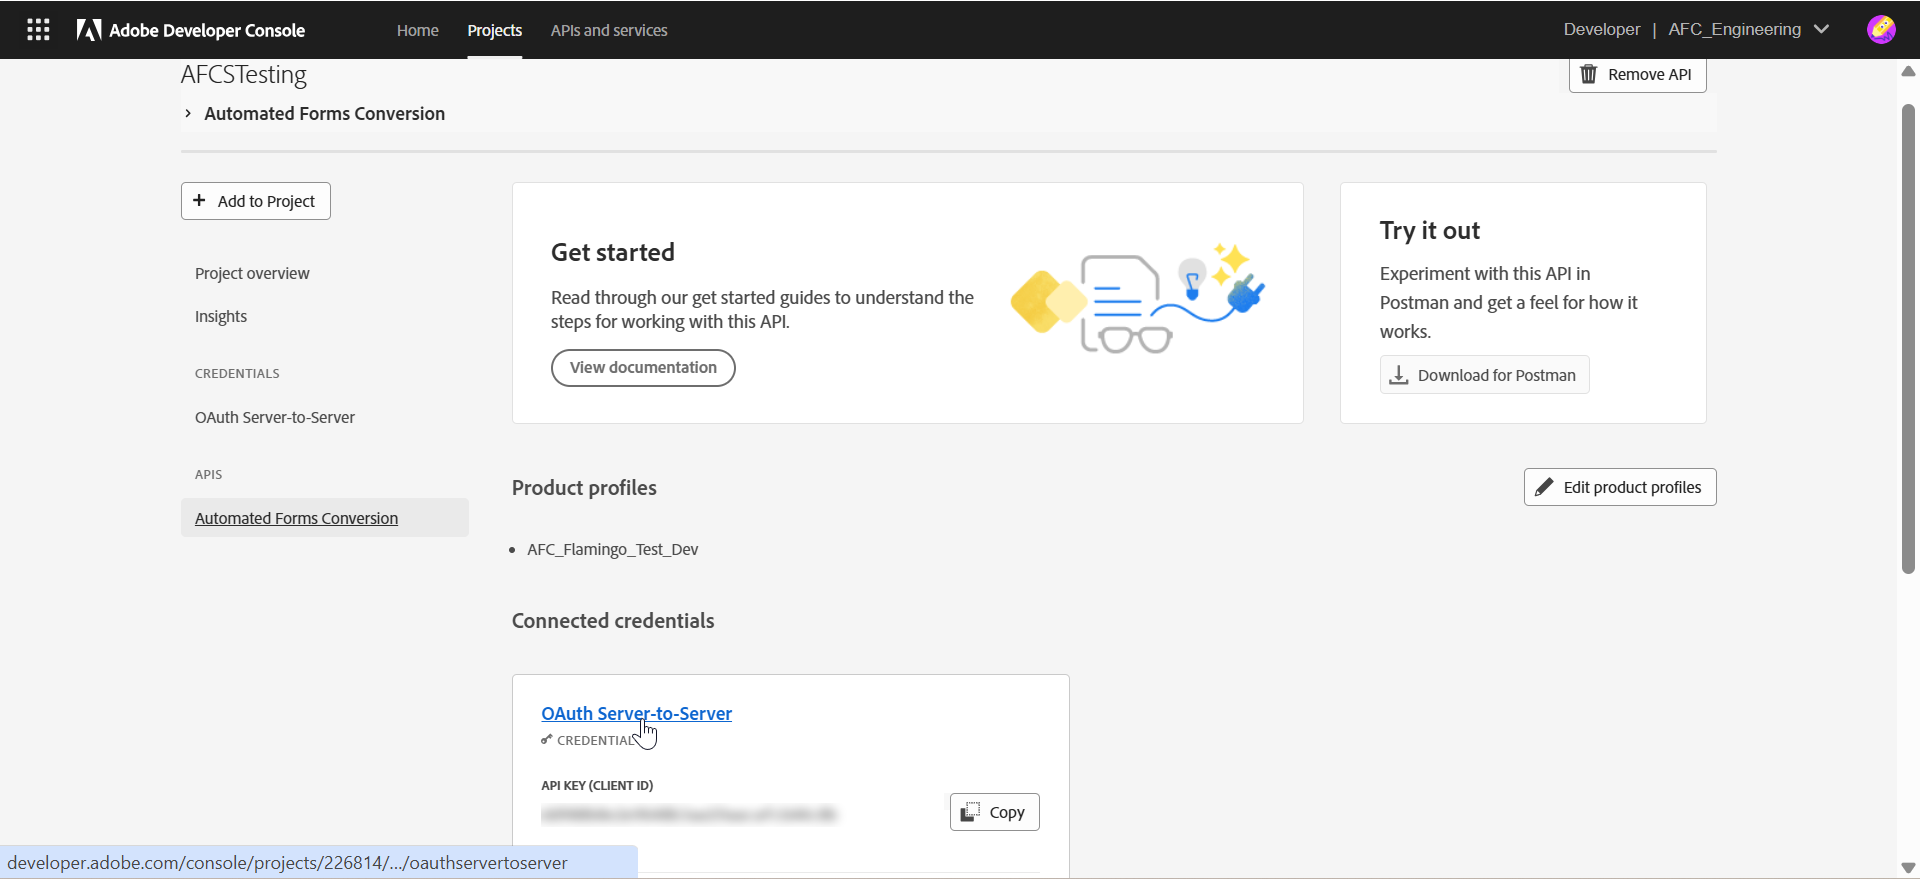 Adobe Developer Console
Home
Projects
APIs and services
Developer | AFC_Engineering
AFCSTesting
Remove API
Automated Forms Conversion
Add to Project
Project overview
Insights
CREDENTIALS
OAuth Server-to-Server
APIS
Automated Forms Conversion
Get started
Read through our get started guides to understand the
steps for working with this API.
View documentation
Try it out
Experiment with this API in
Postman and get a feel for how it
works.
Download for Postman
Product profiles
Edit product profiles
• AFC_Flamingo_Test_Dev
Connected credentials
OAuth Server-to-Server
CREDENTIAL
API KEY (CLIENT ID)
Copy
developer.adobe.com/console/projects/226814/.../oauthservertoserver